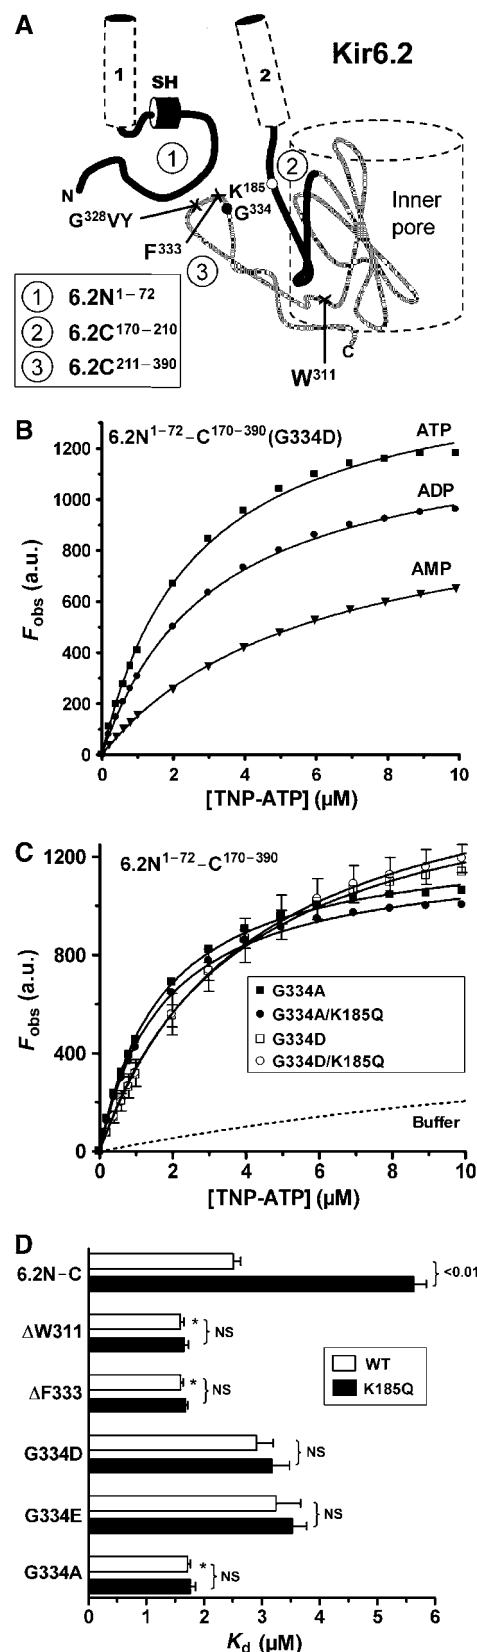 A
Kir6.2
1
2
SH
1
2
N
K185
G328VY
G334
F333
3
Inner
pore
C
W311
1 6.2N1–72
2 6.2C170–210
3 6.2C211–390
B
6.2N1–72–C170–390(G334D)
ATP
ADP
AMP
1200
1000
800
600
400
200
0
Fobs (a.u.)
0 2 4 6 8 10
[TNP-ATP] (µM)
C
6.2N1–72–C170–390
1200
800
400
0
Fobs (a.u.)
G334A
G334A/K185Q
G334D
G334D/K185Q
Buffer
0 2 4 6 8 10
[TNP-ATP] (µM)
D
6.2N–C
<0.01
ΔW311
* NS
ΔF333
* NS
WT
K185Q
G334D
NS
G334E
NS
G334A
* NS
0 1 2 3 4 5 6
Kd (µM)